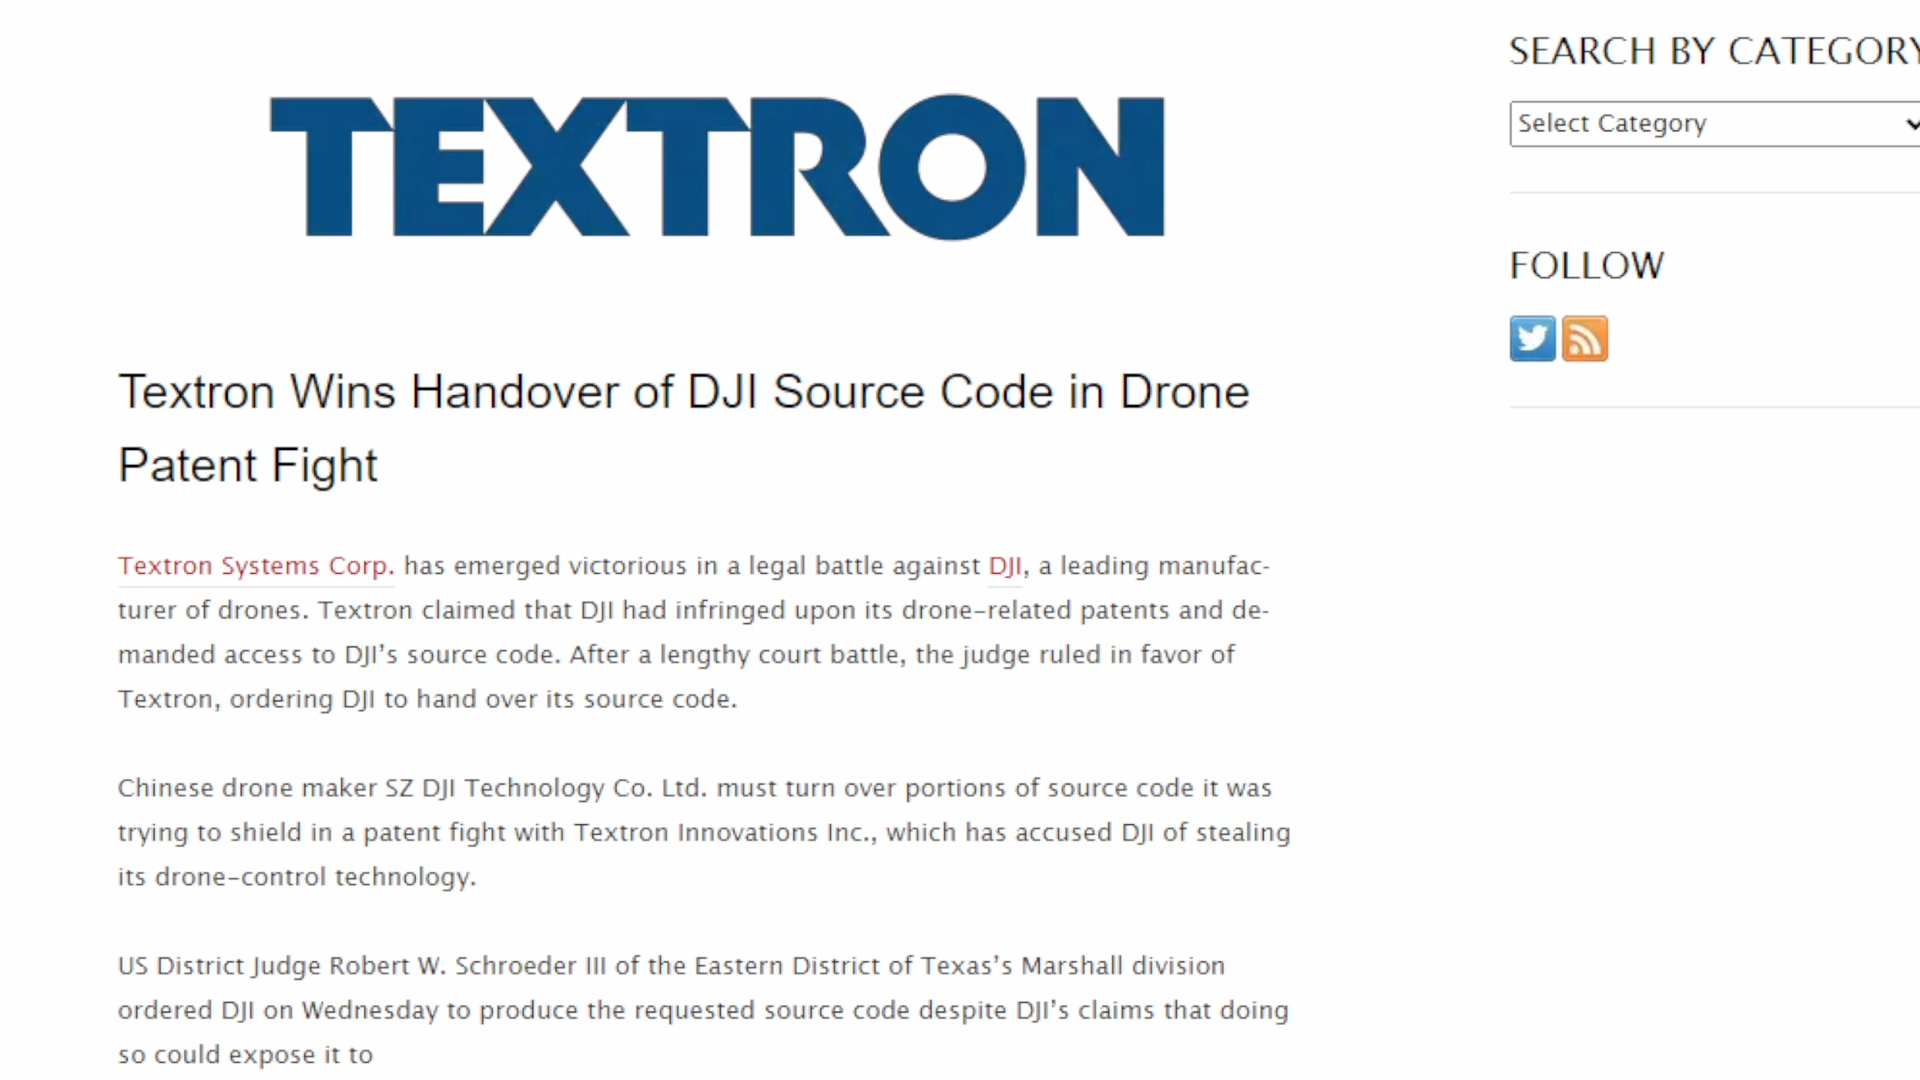 TEXTRON
Textron Wins Handover of DJI Source Code in Drone
Patent Fight
Textron Systems Corp. has emerged victorious in a legal battle against DJI, a leading manufac-
turer of drones. Textron claimed that DJI had infringed upon its drone-related patents and de-
manded access to DJI’s source code. After a lengthy court battle, the judge ruled in favor of
Textron, ordering DJI to hand over its source code.
Chinese drone maker SZ DJI Technology Co. Ltd. must turn over portions of source code it was
trying to shield in a patent fight with Textron Innovations Inc., which has accused DJI of stealing
its drone-control technology.
US District Judge Robert W. Schroeder III of the Eastern District of Texas’s Marshall division
ordered DJI on Wednesday to produce the requested source code despite DJI’s claims that doing
so could expose it to
SEARCH BY CATEGORY
Select Category
FOLLOW